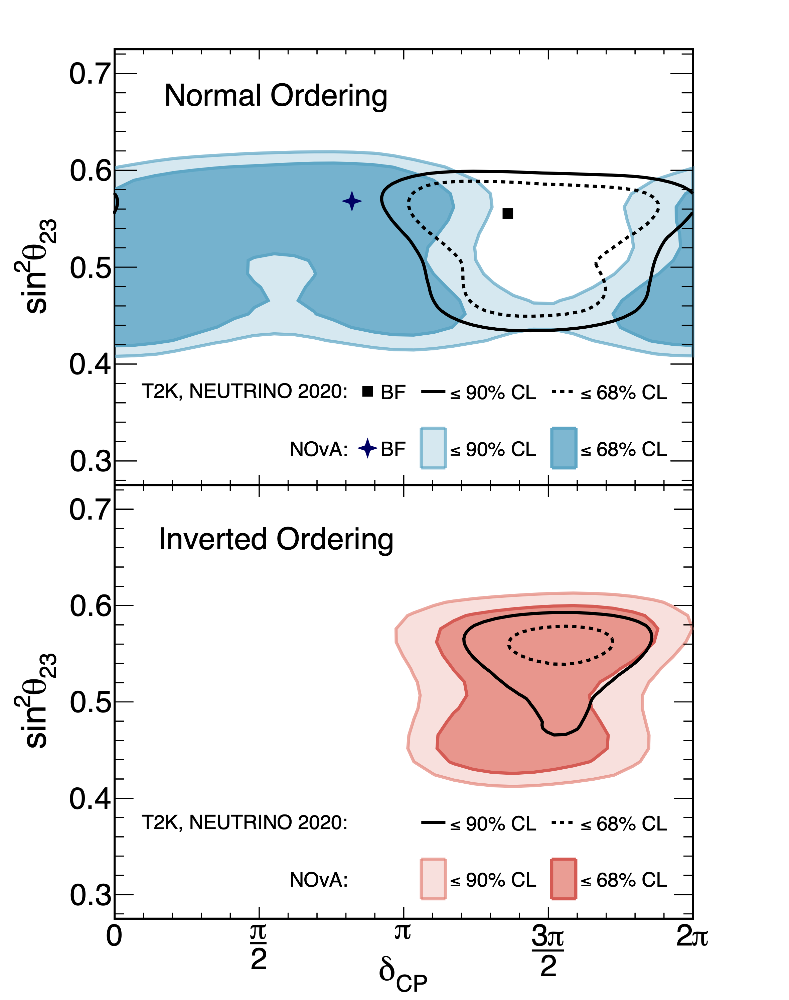 Normal Ordering
0.7
0.6
0.5
0.4
0.3
sin²θ₂₃
T2K, NEUTRINO 2020: BF ≤ 90% CL ≤ 68% CL
NOvA: BF ≤ 90% CL ≤ 68% CL
Inverted Ordering
0.7
0.6
0.5
0.4
0.3
sin²θ₂₃
T2K, NEUTRINO 2020: ≤ 90% CL ≤ 68% CL
NOvA: ≤ 90% CL ≤ 68% CL
0 π/2 π 3π/2 2π
δCP